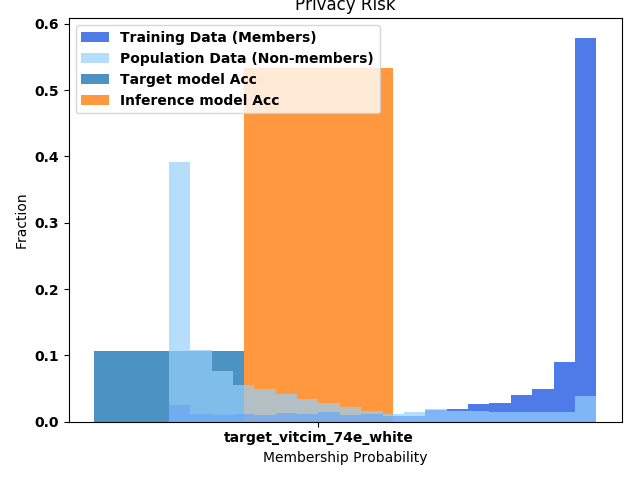 Privacy Risk
0.6
0.5
0.4
0.3
0.2
0.1
0.0
Fraction
Training Data (Members)
Population Data (Non-members)
Target model Acc
Inference model Acc
target_vitcim_74e_white
Membership Probability